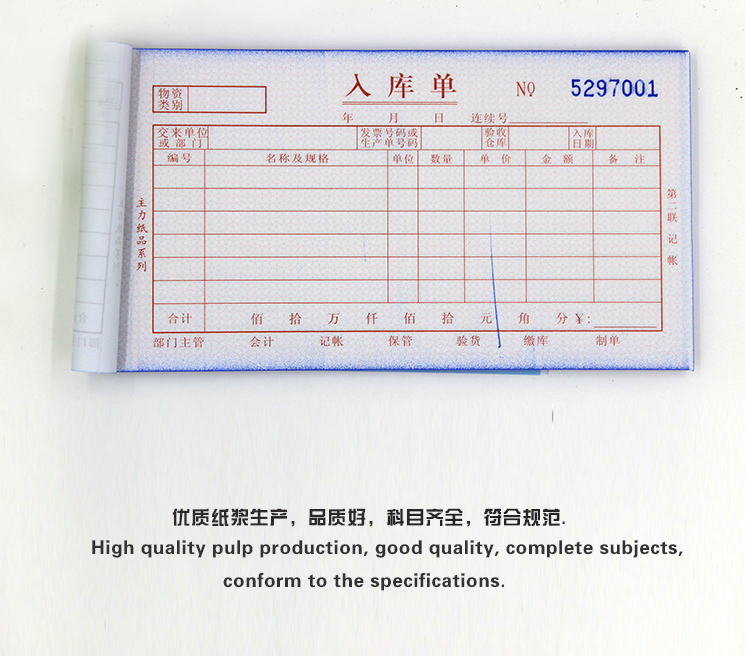 入库单 NO 5297001
物资
类别
年 月 日 连续号
交来单位
或部门
发票号码或
生产单号码
验收
仓库
入库
日期
编号 名称及规格 单位 数量 单价 金额 备注
主力纸品系列
第二联 记帐
合计 佰 拾 万 仟 佰 拾 元 角 分 ¥:
部门主管 会计 记帐 保管 验货 缴库 制单
优质纸浆生产，品质好，科目齐全，符合规范.
High quality pulp production, good quality, complete subjects,
conform to the specifications.